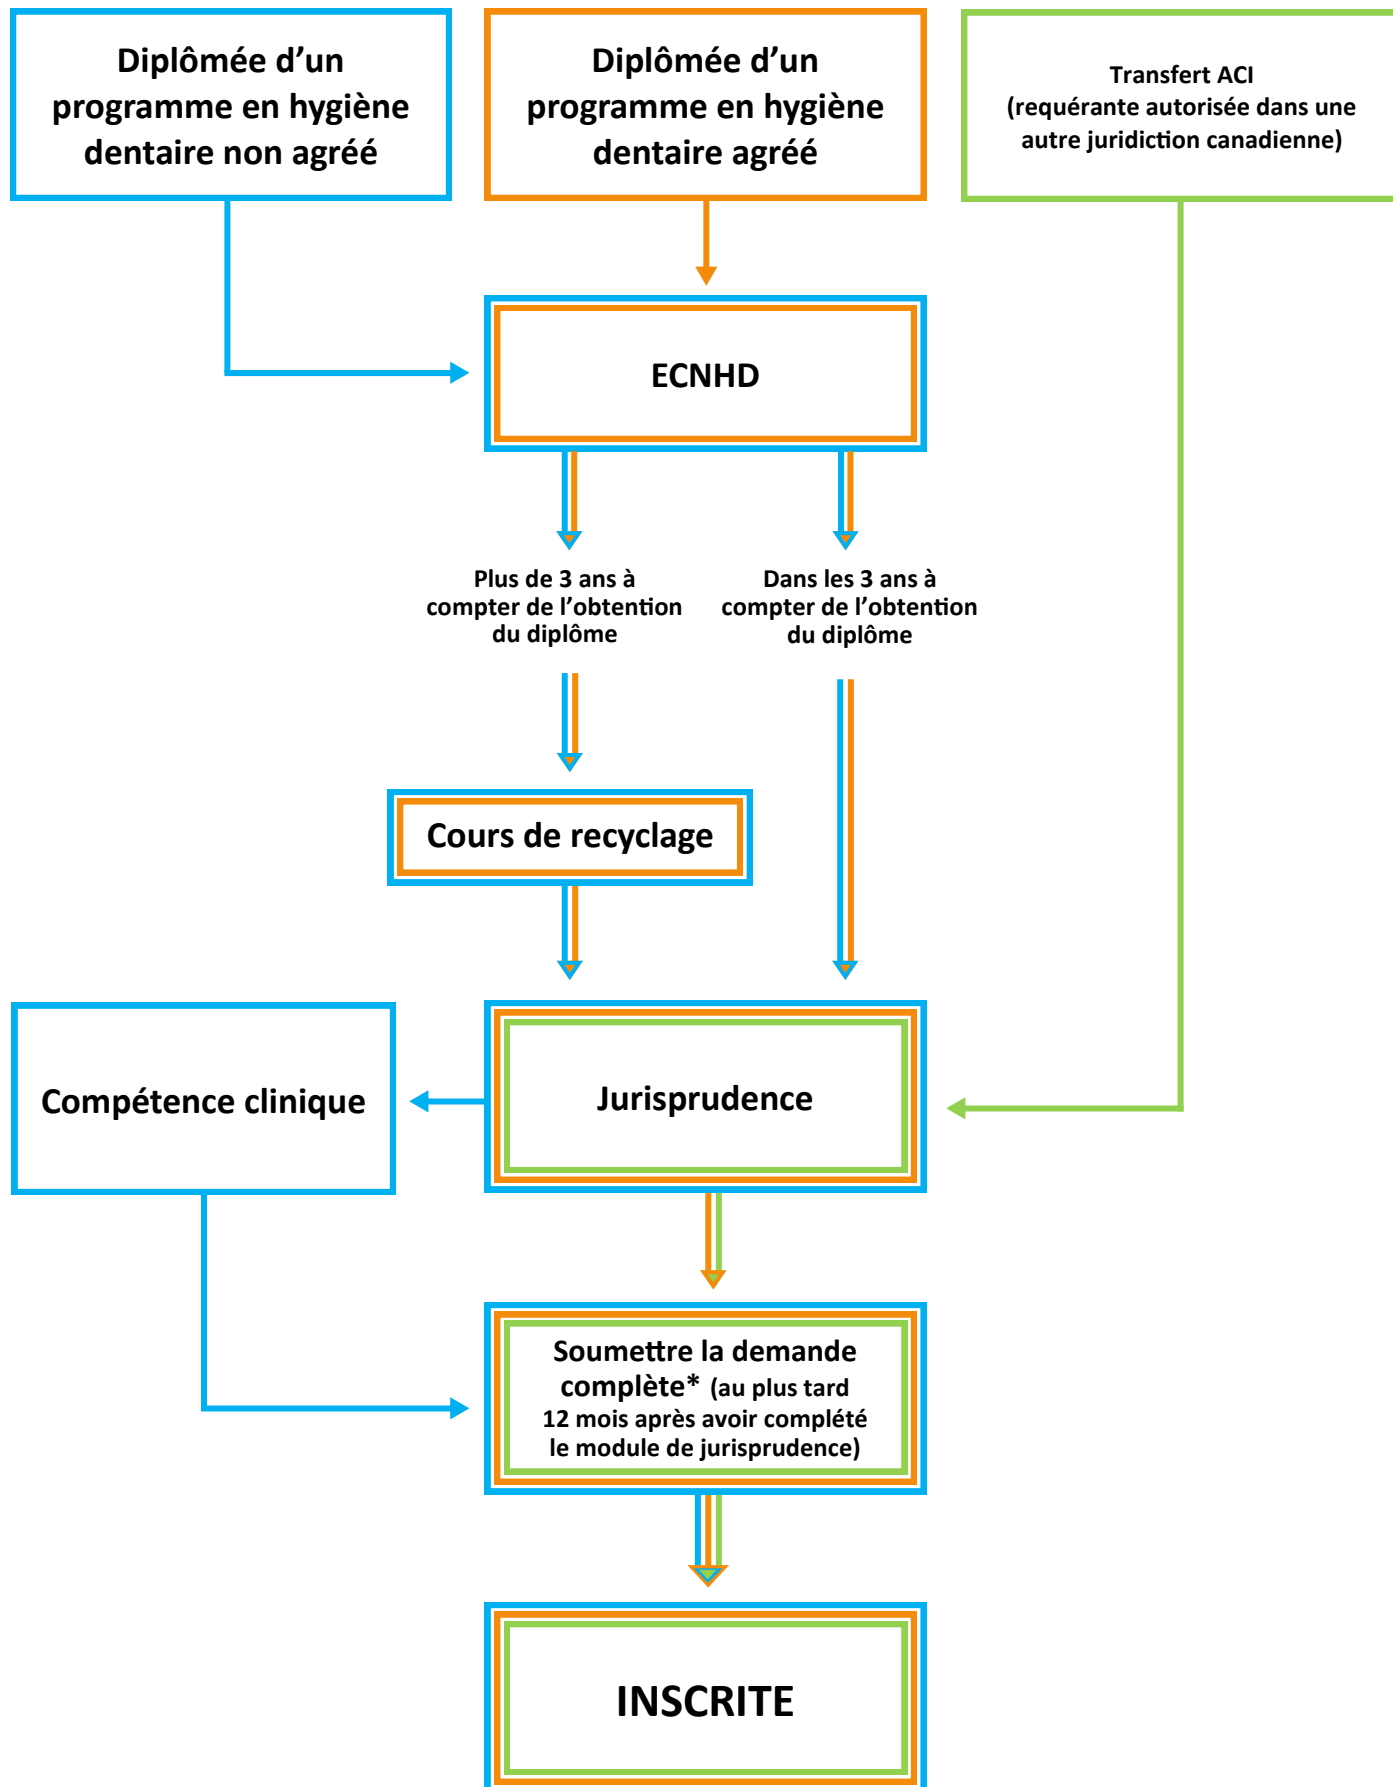 Diplômée d’un
programme en hygiène
dentaire non agréé
Diplômée d’un
programme en hygiène
dentaire agréé
Transfert ACI
(requérante autorisée dans une
autre juridiction canadienne)
ECNHD
Plus de 3 ans à
compter de l’obtention
du diplôme
Dans les 3 ans à
compter de l’obtention
du diplôme
Cours de recyclage
Compétence clinique
Jurisprudence
Soumettre la demande
complète* (au plus tard
12 mois après avoir complété
le module de jurisprudence)
INSCRITE